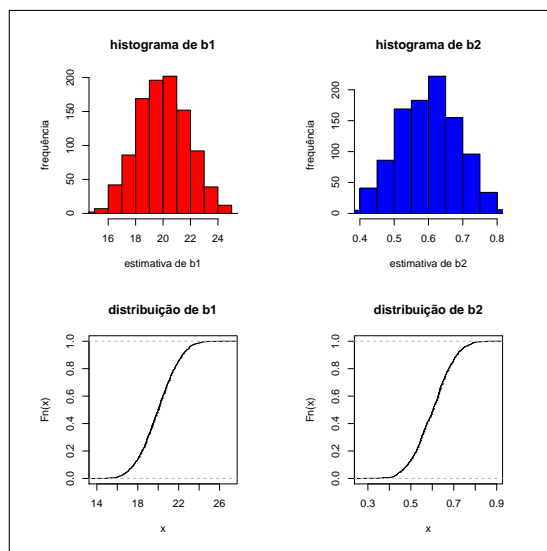 histograma de b1
frequência
0 50 100 150 200
16 18 20 22 24
estimativa de b1
histograma de b2
frequência
0 50 100 150 200
0.4 0.5 0.6 0.7 0.8
estimativa de b2
distribuição de b1
Fn(x)
0.0 0.2 0.4 0.6 0.8 1.0
14 18 22 26
x
distribuição de b2
Fn(x)
0.0 0.2 0.4 0.6 0.8 1.0
0.3 0.5 0.7 0.9
x